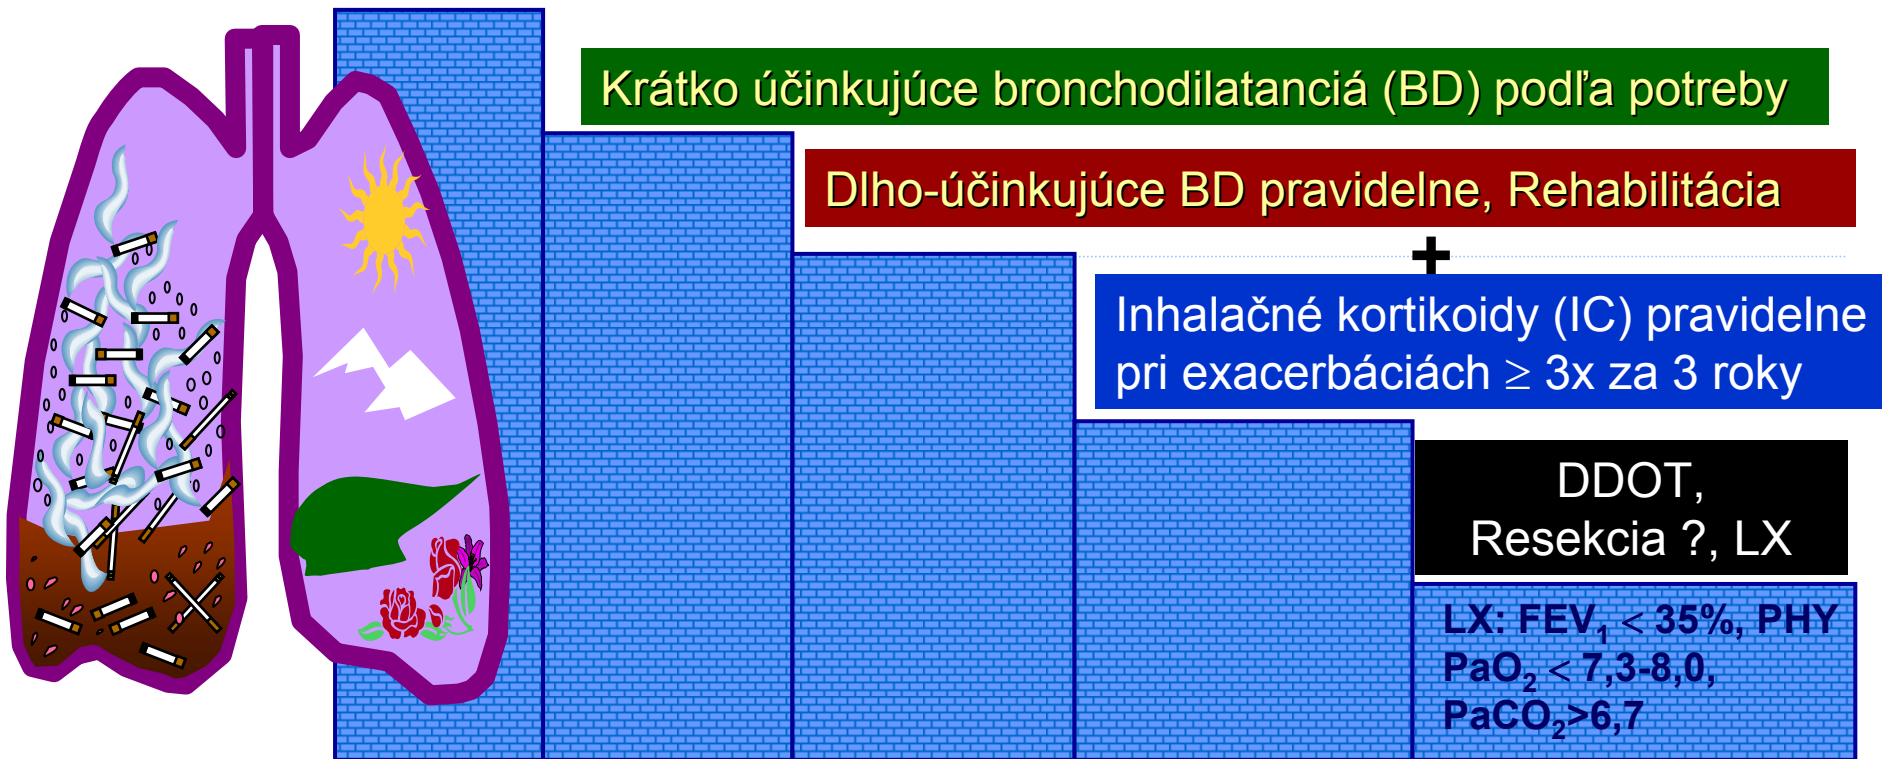 Krátko účinkujúce bronchodilatanciá (BD) podľa potreby
Dlho-účinkujúce BD pravidelne, Rehabilitácia
+
Inhalačné kortikoidy (IC) pravidelne
pri exacerbáciách ≥ 3x za 3 roky
DDOT,
Resekcia ?, LX
LX: FEV₁ < 35%, PHY
PaO₂ < 7,3-8,0,
PaCO₂>6,7